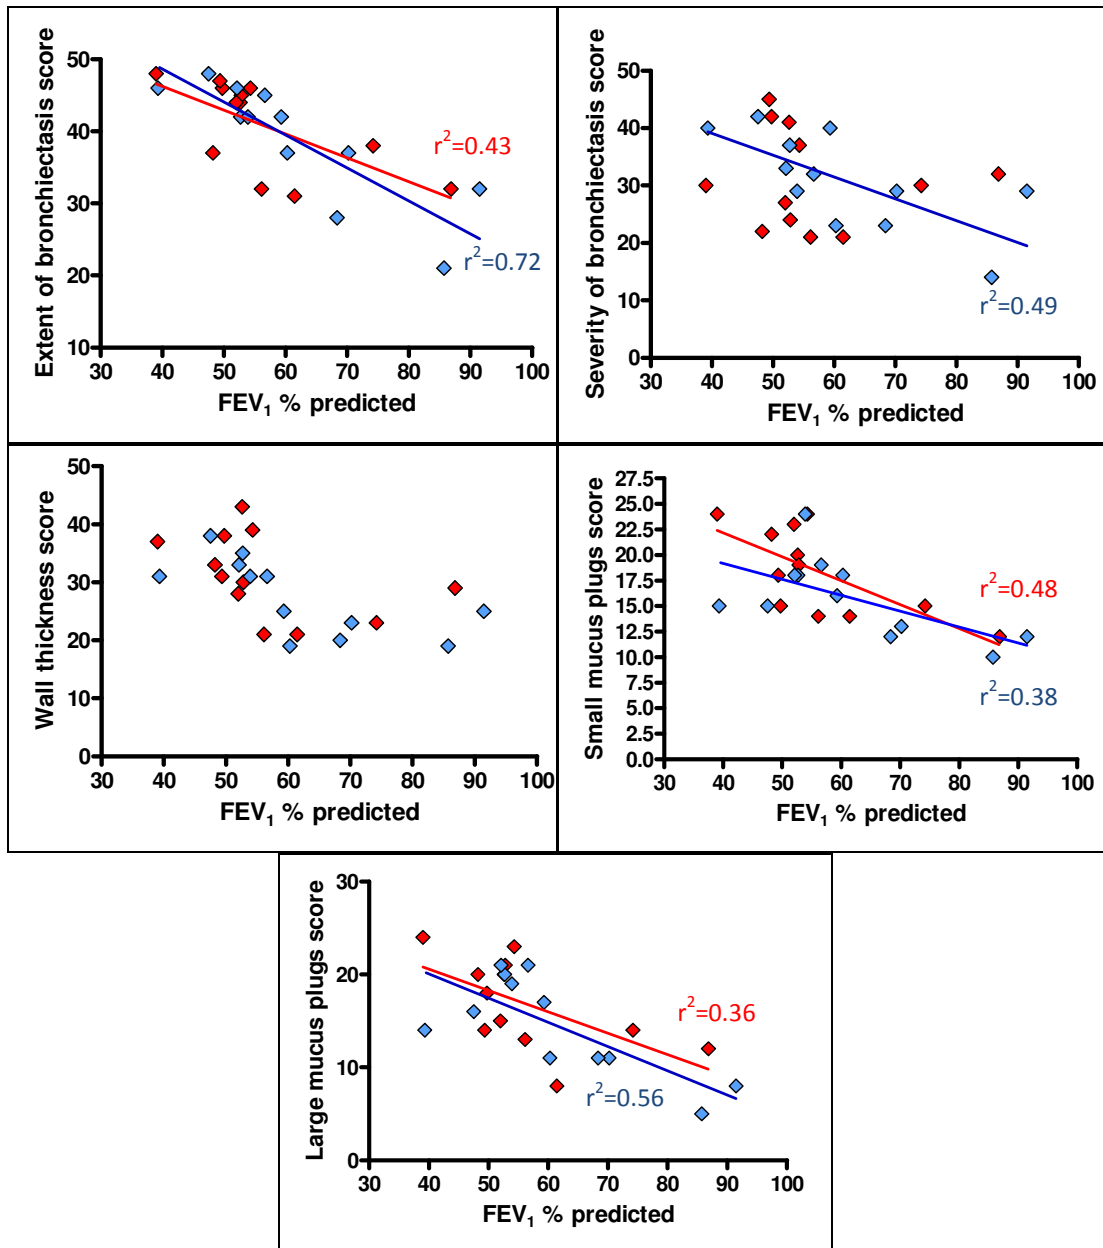 Extent of bronchiectasis score
50
40
30
20
10
30 40 50 60 70 80 90 100
FEV1 % predicted
r2=0.43
r2=0.72
Severity of bronchiectasis score
50
40
30
20
10
0
30 40 50 60 70 80 90 100
FEV1 % predicted
r2=0.49
Wall thickness score
50
40
30
20
10
0
30 40 50 60 70 80 90 100
FEV1 % predicted
Small mucus plugs score
27.5
25.0
22.5
20.0
17.5
15.0
12.5
10.0
7.5
5.0
2.5
0.0
30 40 50 60 70 80 90 100
FEV1 % predicted
r2=0.48
r2=0.38
Large mucus plugs score
30
20
10
0
30 40 50 60 70 80 90 100
FEV1 % predicted
r2=0.36
r2=0.56